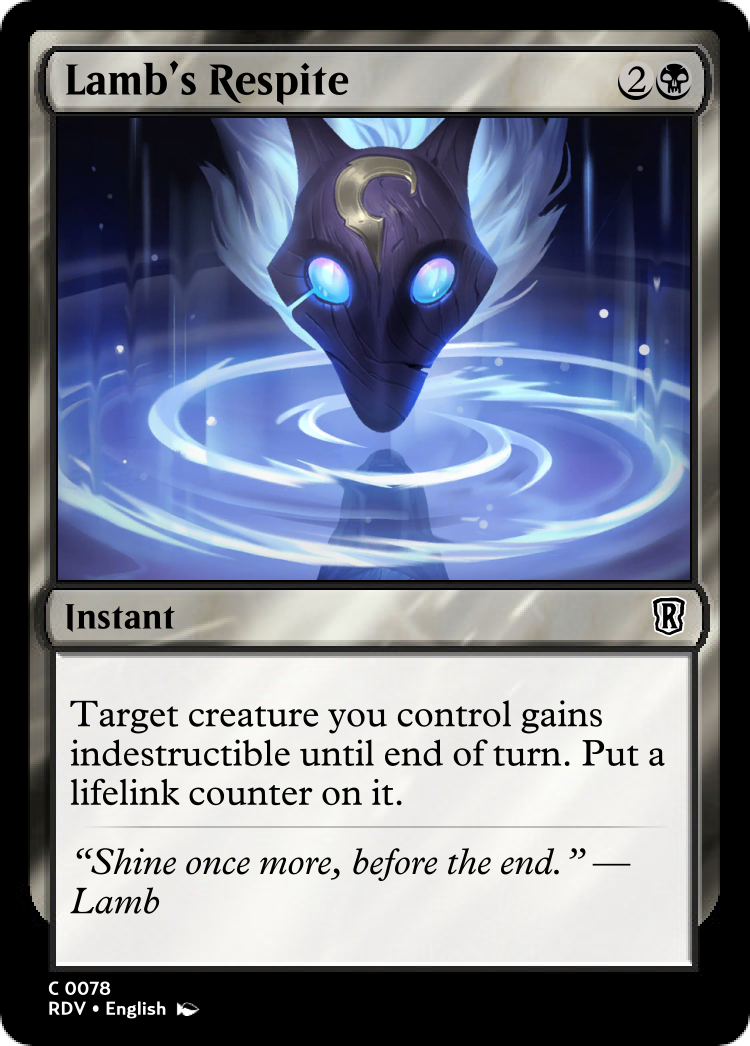 Lamb's Respite 2
Instant R
Target creature you control gains
indestructible until end of turn. Put a
lifelink counter on it.
“Shine once more, before the end.” —
Lamb
C 0078
RDV • English